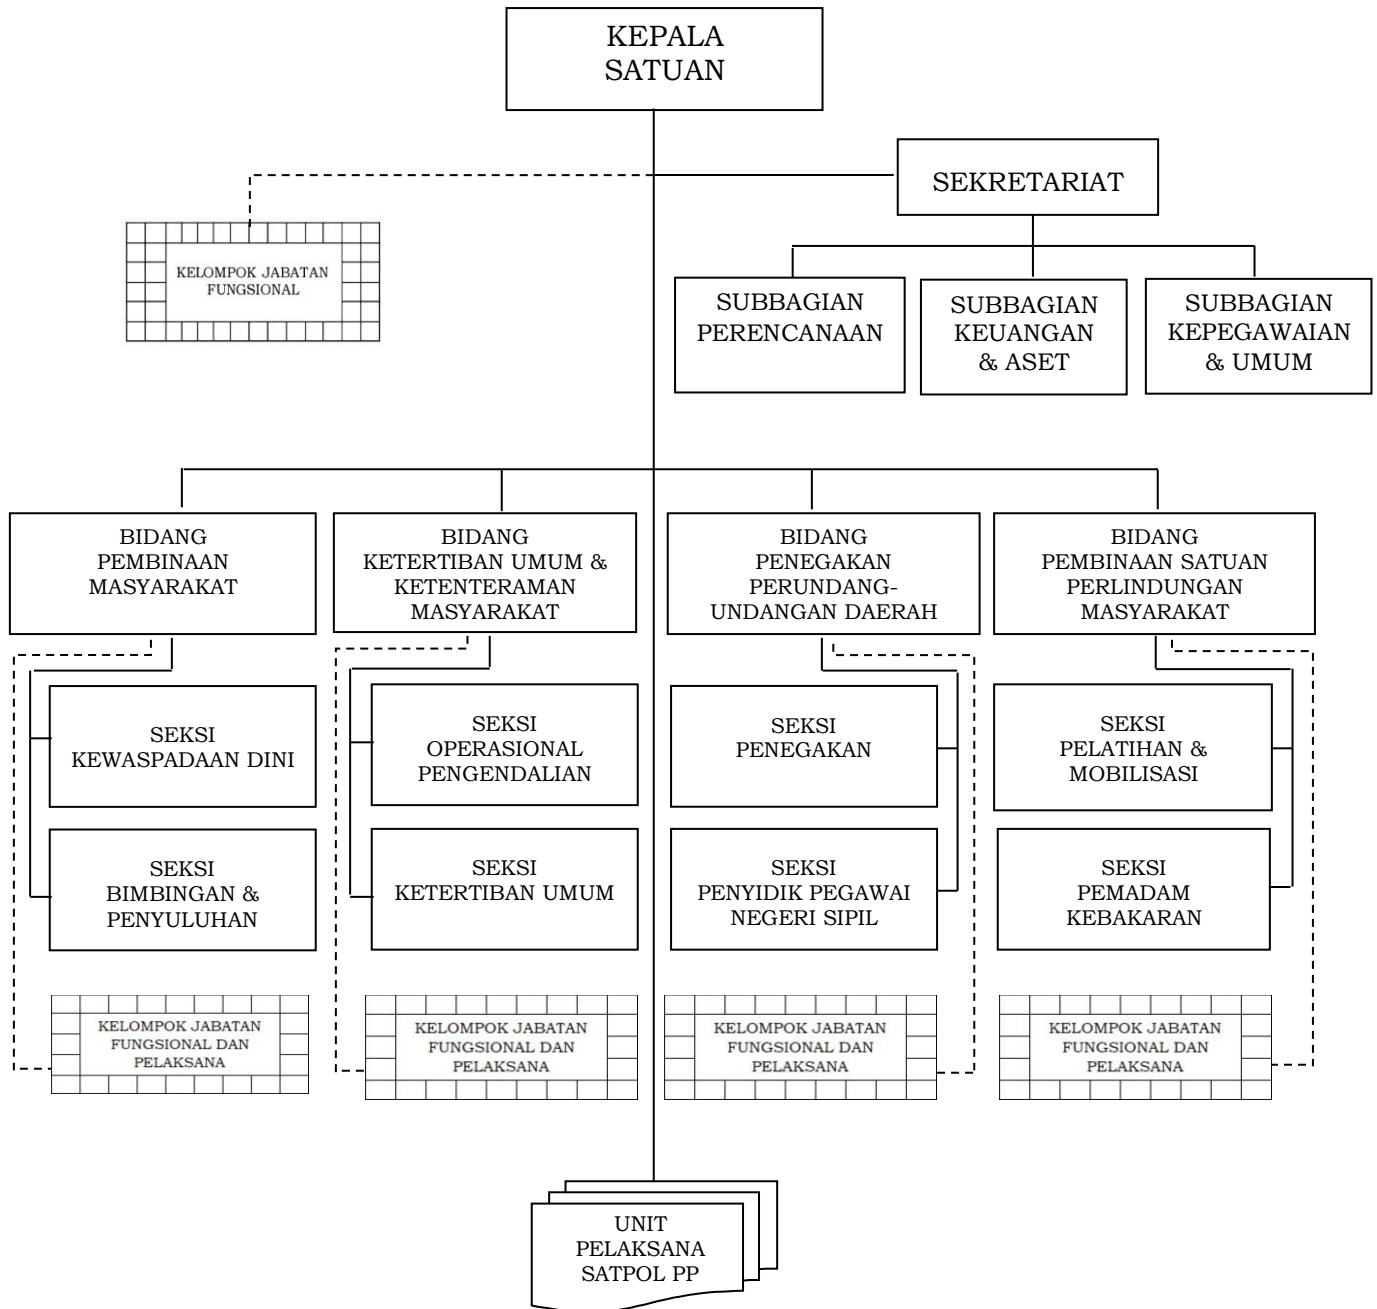 KEPALA
SATUAN
SEKRETARIAT
KELOMPOK JABATAN
FUNGSIONAL
SUBBAGIAN
PERENCANAAN
SUBBAGIAN
KEUANGAN
& ASET
SUBBAGIAN
KEPEGAWAIAN
& UMUM
BIDANG
PEMBINAAN
MASYARAKAT
BIDANG
KETERTIBAN UMUM &
KETENTERAMAN
MASYARAKAT
BIDANG
PENEGAKAN
PERUNDANG-
UNDANGAN DAERAH
BIDANG
PEMBINAAN SATUAN
PERLINDUNGAN
MASYARAKAT
SEKSI
KEWASPADAAN DINI
SEKSI
OPERASIONAL
PENGENDALIAN
SEKSI
PENEGAKAN
SEKSI
PELATIHAN &
MOBILISASI
SEKSI
BIMBINGAN &
PENYULUHAN
SEKSI
KETERTIBAN UMUM
SEKSI
PENYIDIK PEGAWAI
NEGERI SIPIL
SEKSI
PEMADAM
KEBAKARAN
KELOMPOK JABATAN
FUNGSIONAL DAN
PELAKSANA
KELOMPOK JABATAN
FUNGSIONAL DAN
PELAKSANA
KELOMPOK JABATAN
FUNGSIONAL DAN
PELAKSANA
KELOMPOK JABATAN
FUNGSIONAL DAN
PELAKSANA
UNIT
PELAKSANA
SATPOL PP